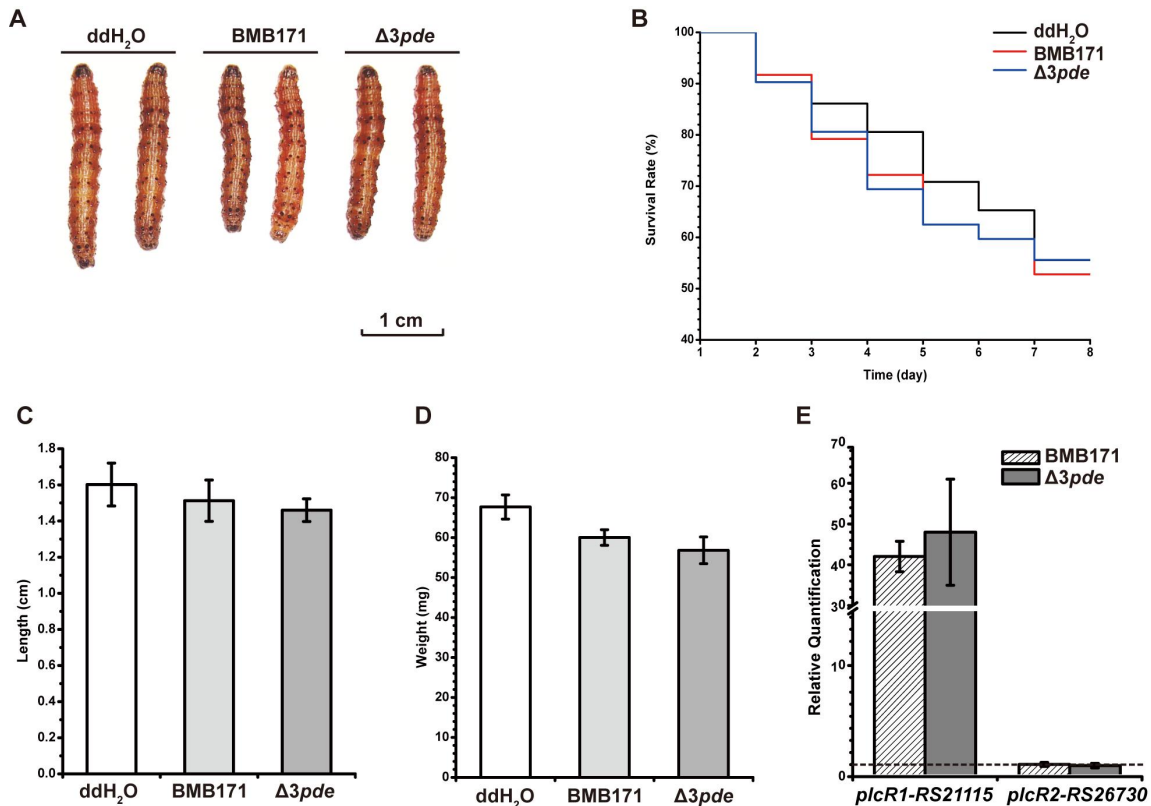 A
ddH₂O BMB171 Δ3pde
1 cm
B
ddH₂O
BMB171
Δ3pde
100
90
80
70
60
50
40
Survival Rate (%)
1 2 3 4 5 6 7 8
Time (day)
C
1.8
1.6
1.4
1.2
1.0
0.8
0.6
0.4
0.2
0.0
Length (cm)
ddH₂O BMB171 Δ3pde
D
80
70
60
50
40
30
20
10
0
Weight (mg)
ddH₂O BMB171 Δ3pde
E
BMB171
Δ3pde
70
60
50
40
30
10
0
Relative Quantification
plcR1-RS21115 plcR2-RS26730